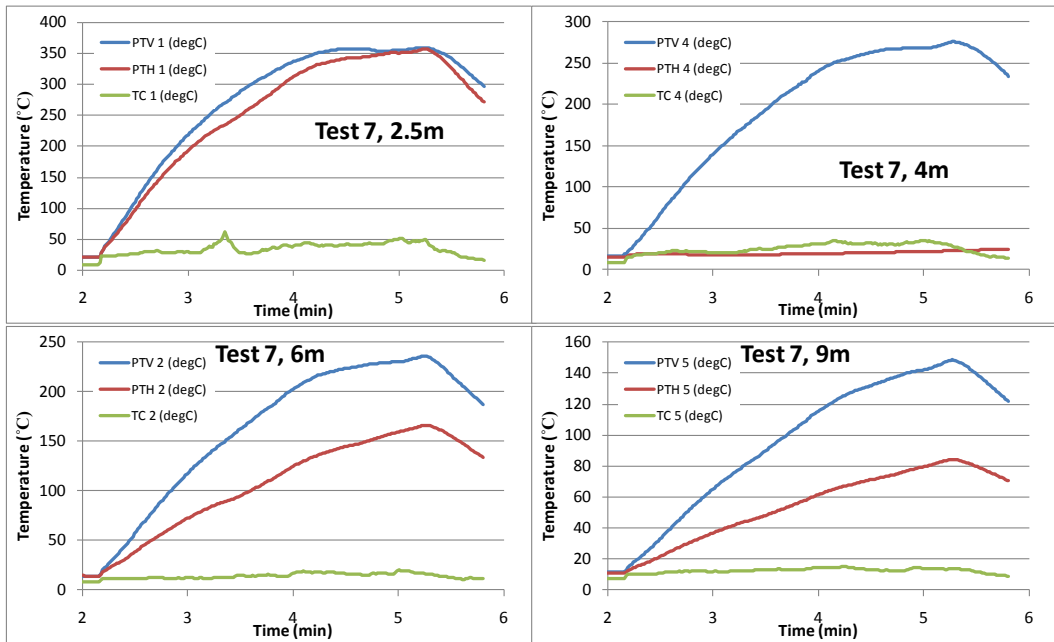 400
350
300
250
200
150
100
50
0
Temperature (°C)
PTV 1 (degC)
PTH 1 (degC)
TC 1 (degC)
Test 7, 2.5m
2 3 4 5 6
Time (min)
300
250
200
150
100
50
0
Temperature (°C)
PTV 4 (degC)
PTH 4 (degC)
TC 4 (degC)
Test 7, 4m
2 3 4 5 6
Time (min)
250
200
150
100
50
0
Temperature (°C)
PTV 2 (degC)
PTH 2 (degC)
TC 2 (degC)
Test 7, 6m
2 3 4 5 6
Time (min)
160
140
120
100
80
60
40
20
0
Temperature (°C)
PTV 5 (degC)
PTH 5 (degC)
TC 5 (degC)
Test 7, 9m
2 3 4 5 6
Time (min)